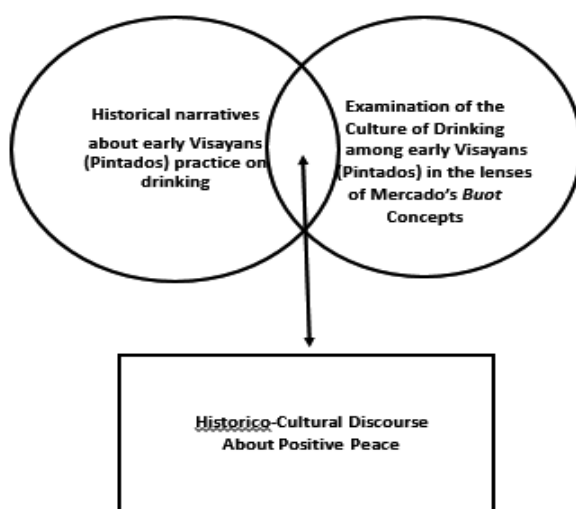 Historical narratives
about early Visayans
(Pintados) practice on
drinking
Examination of the
Culture of Drinking
among early Visayans
(Pintados) in the lenses
of Mercado's Buot
Concepts
Historico-Cultural Discourse
About Positive Peace